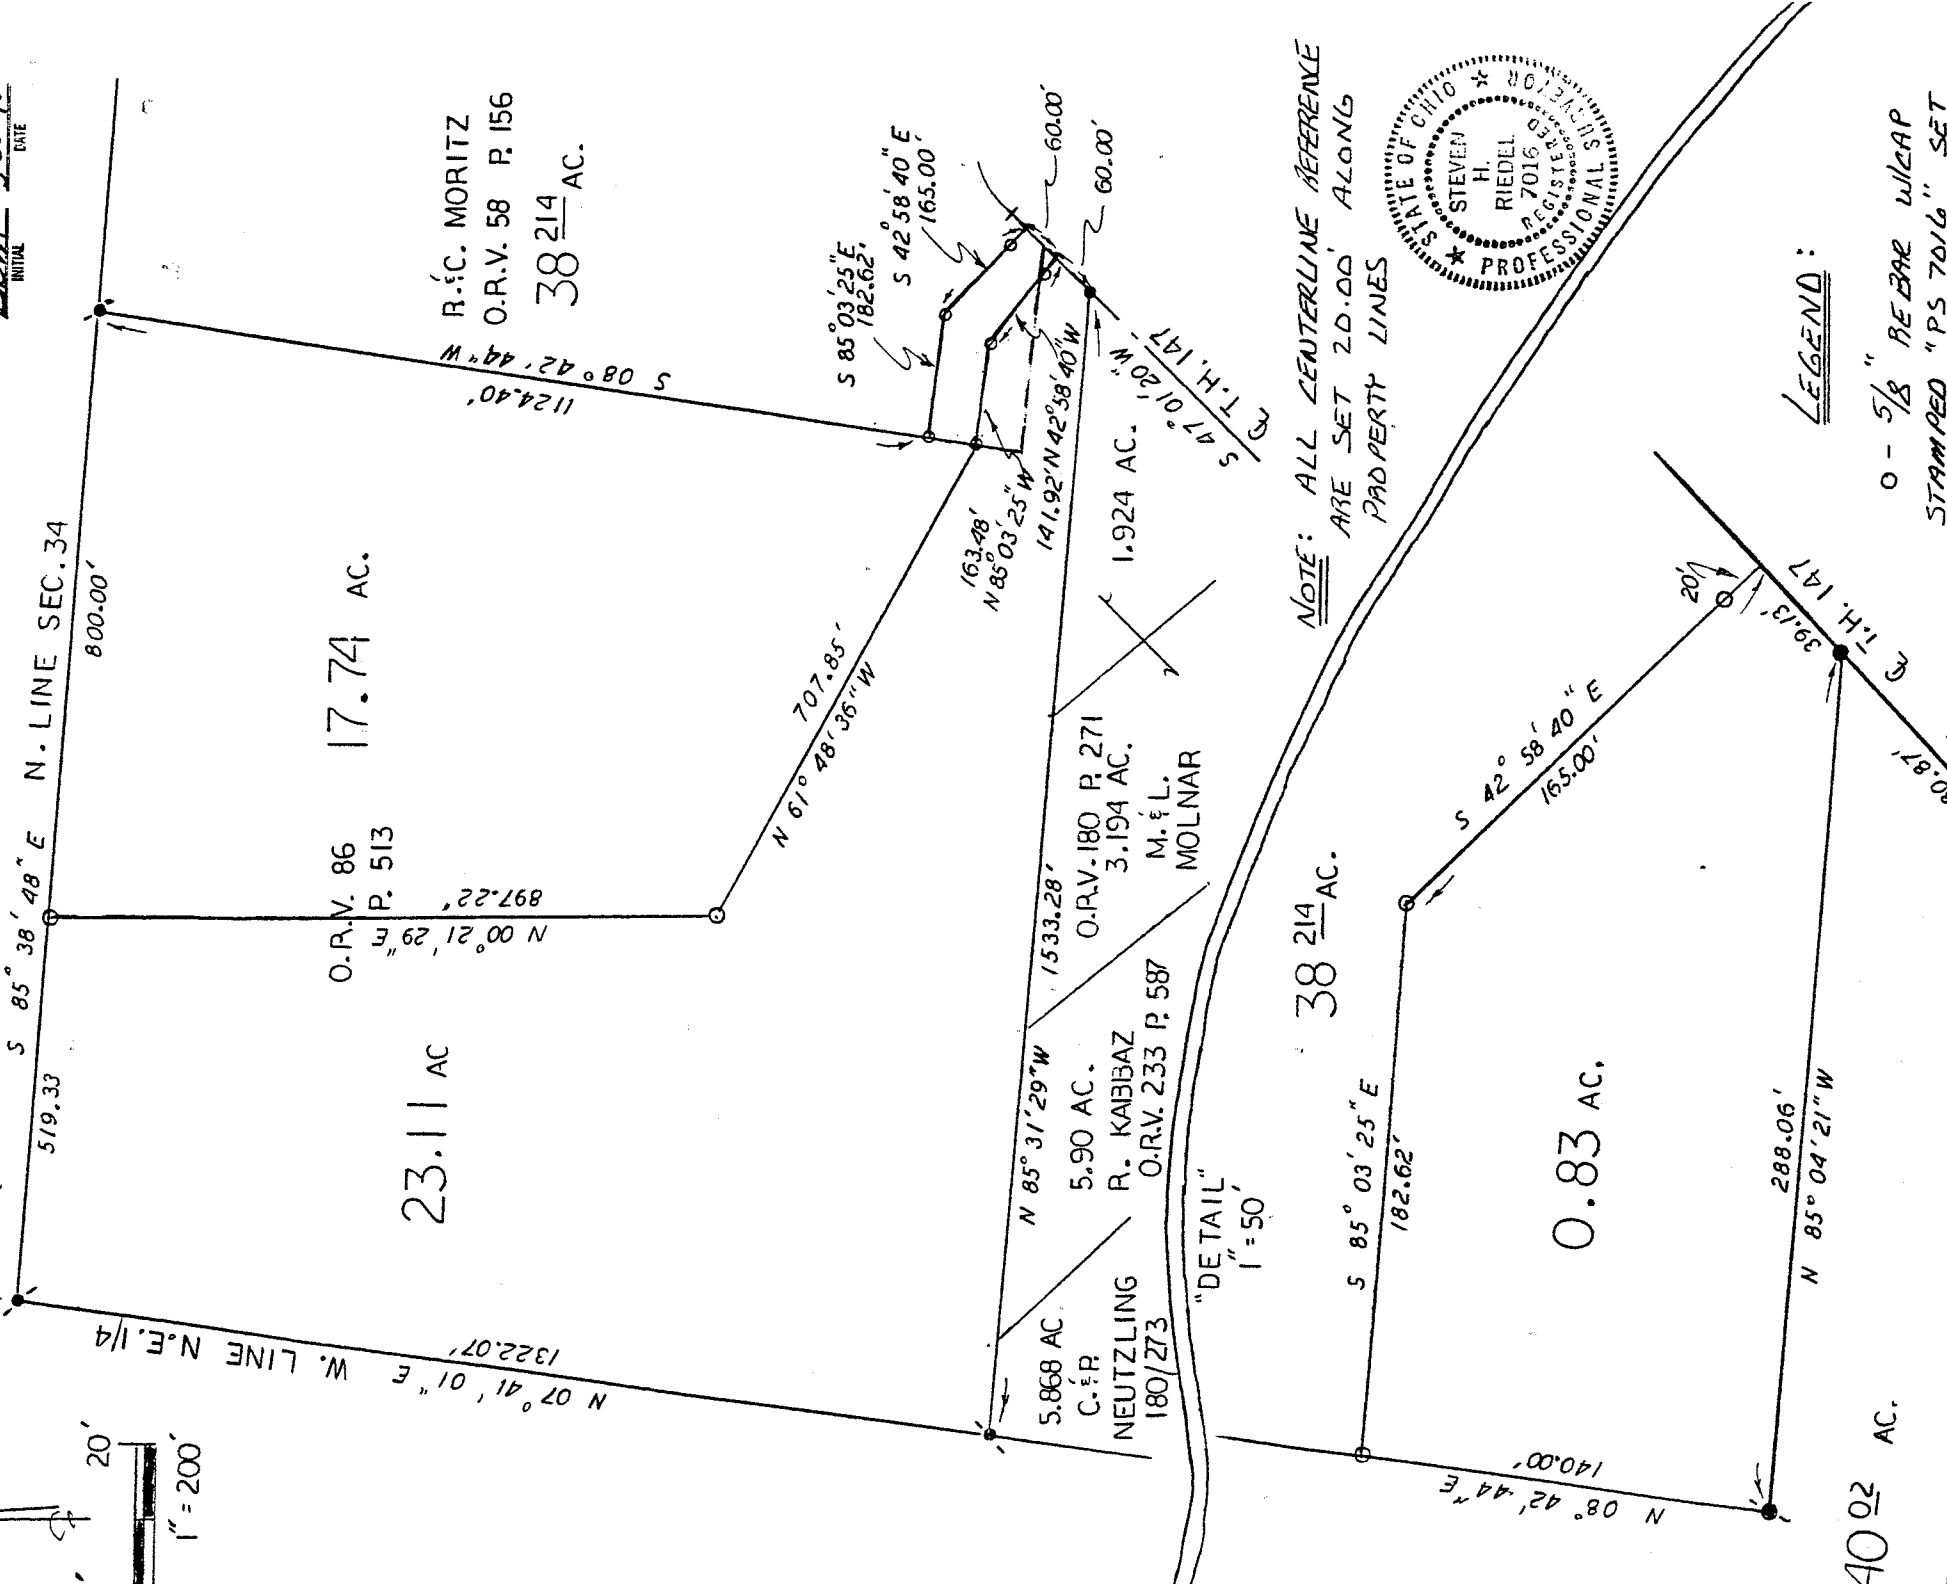 INITIAL
DATE
N. LINE SEC. 34
S 85° 38' 48" E
519.33
800.00'
R. & C. MORITZ
O.R.V. 58 P. 156
38 214 AC.
S 08° 42' 44" W
1124.40'
S 85° 03' 25" E
182.62'
S 42° 58' 40" E
165.00'
60.00'
60.00'
17.74 AC.
O.R.V. 86
P. 513
N 00° 21' 29" E
897.22'
707.85'
N 61° 48' 36" W
163.48'
N 85° 03' 25" W
141.92' N 42° 58' 40" W
S 47° 01' 20" W
T.H. 147
23.11 AC
W. LINE N.E. 1/4
N 07° 41' 01" E
1322.07'
20'
1" = 200'
N 85° 31' 29" W
1533.28'
1.924 AC.
O.R.V. 180 P. 271
3.194 AC.
M. & L.
MOLNAR
5.90 AC.
R. KABBAZ
O.R.V. 233 P. 587
5.868 AC
C. & P.
NEUTZLING
180/273
"DETAIL"
1" = 50'
NOTE: ALL CENTERLINE REFERENCE
ARE SET 20.00' ALONG
PROPERTY LINES
STATE OF OHIO
STEVEN
H.
RIEDEL
7016
REGISTERED
PROFESSIONAL SURVEYOR
38 214 AC.
S 85° 03' 25" E
182.62'
S 42° 58' 40" E
165.00'
20'
39.13'
T.H. 147
0.83 AC.
N 08° 42' 44" E
140.00'
288.06'
N 85° 04' 21" W
40 02 AC.
LEGEND:
O - 5/8" REBAR W/CAP
STAMPED "PS 7016" SET